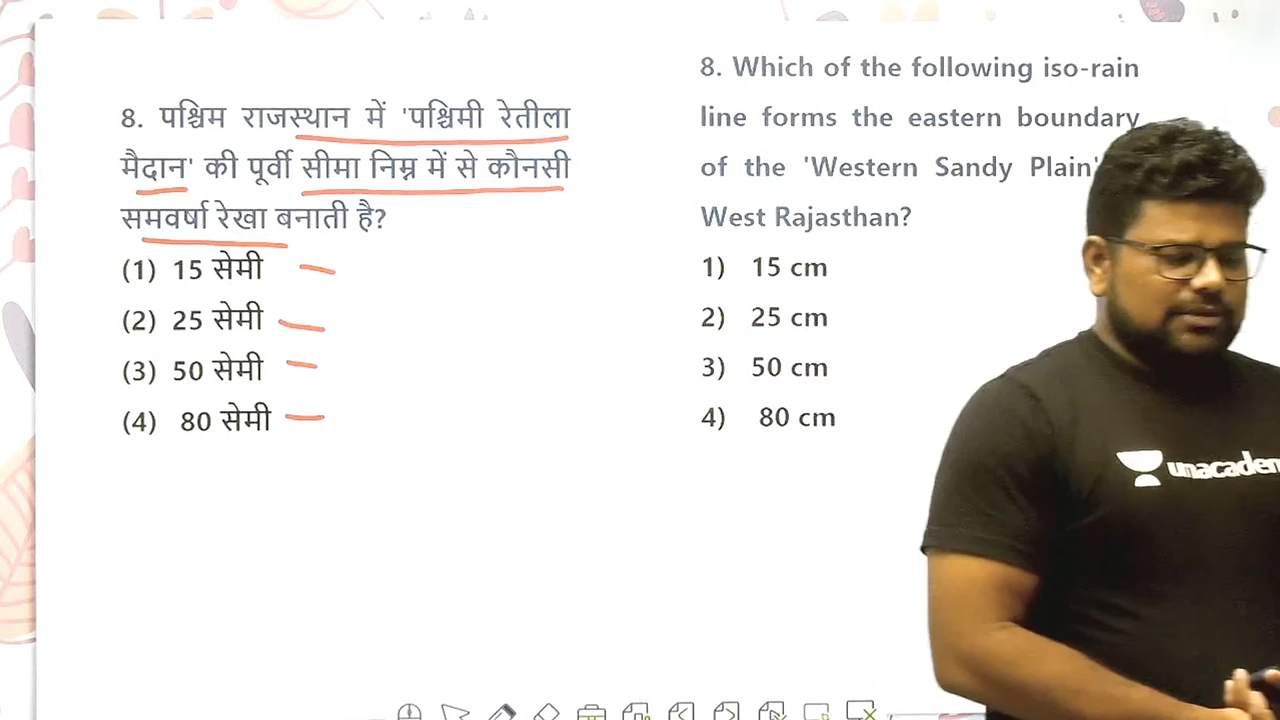 8. पश्चिम राजस्थान में 'पश्चिमी रेतीला
मैदान' की पूर्वी सीमा निम्न में से कौनसी
समवर्षा रेखा बनाती है?
(1) 15 सेमी
(2) 25 सेमी
(3) 50 सेमी
(4) 80 सेमी
8. Which of the following iso-rain
line forms the eastern boundary
of the 'Western Sandy Plain'
West Rajasthan?
1) 15 cm
2) 25 cm
3) 50 cm
4) 80 cm
unacadem